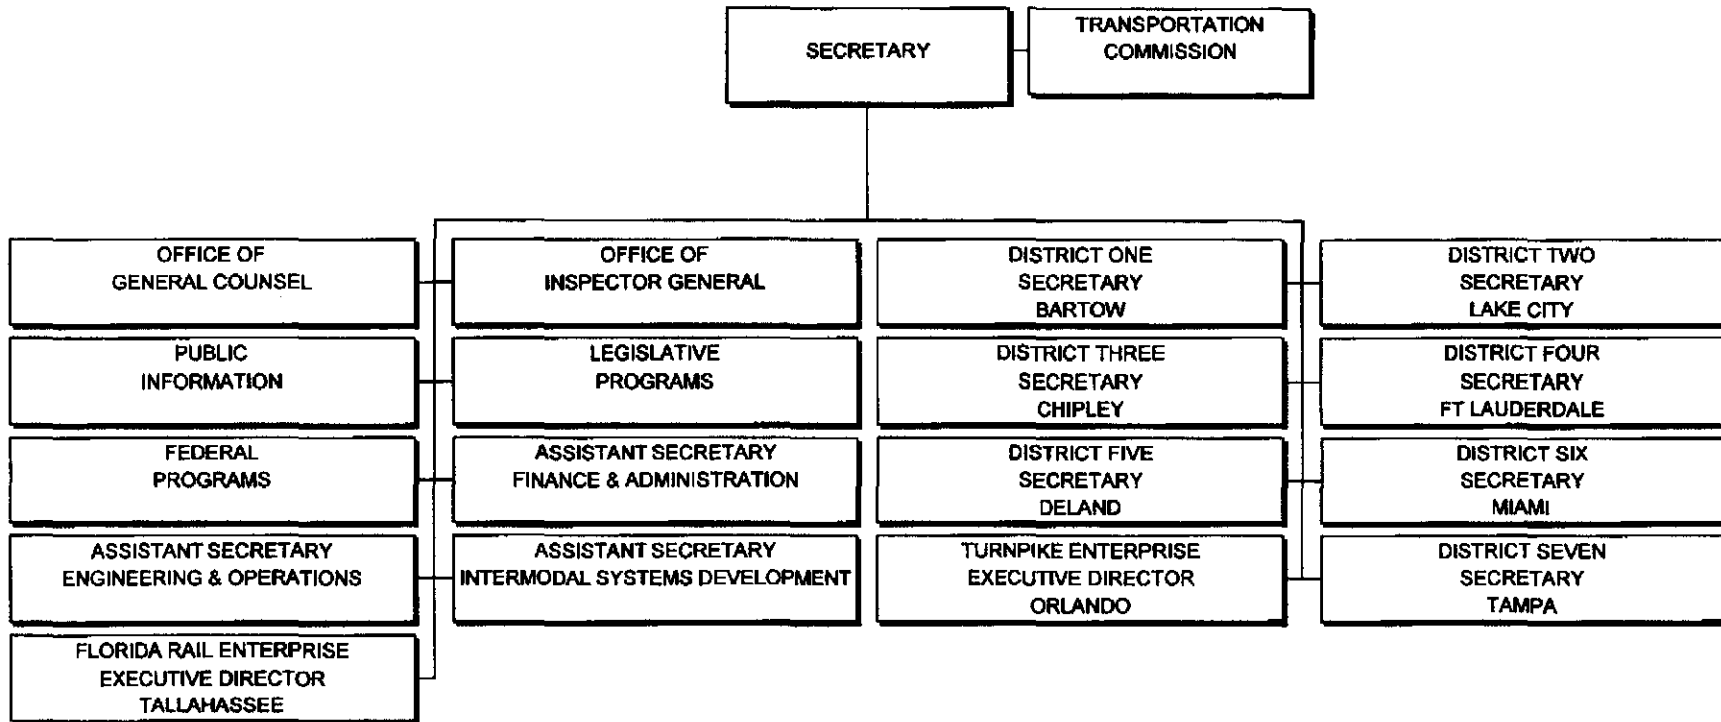 SECRETARY
TRANSPORTATION
COMMISSION
OFFICE OF
GENERAL COUNSEL
OFFICE OF
INSPECTOR GENERAL
DISTRICT ONE
SECRETARY
BARTOW
DISTRICT TWO
SECRETARY
LAKE CITY
PUBLIC
INFORMATION
LEGISLATIVE
PROGRAMS
DISTRICT THREE
SECRETARY
CHIPLEY
DISTRICT FOUR
SECRETARY
FT LAUDERDALE
FEDERAL
PROGRAMS
ASSISTANT SECRETARY
FINANCE & ADMINISTRATION
DISTRICT FIVE
SECRETARY
DELAND
DISTRICT SIX
SECRETARY
MIAMI
ASSISTANT SECRETARY
ENGINEERING & OPERATIONS
ASSISTANT SECRETARY
INTERMODAL SYSTEMS DEVELOPMENT
TURNPIKE ENTERPRISE
EXECUTIVE DIRECTOR
ORLANDO
DISTRICT SEVEN
SECRETARY
TAMPA
FLORIDA RAIL ENTERPRISE
EXECUTIVE DIRECTOR
TALLAHASSEE